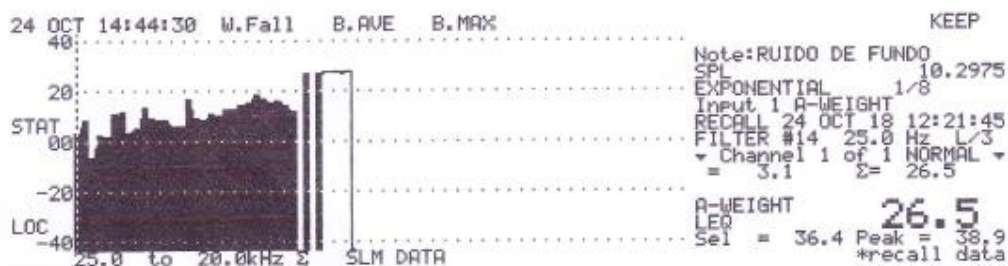 24 OCT 14:44:30 W.Fall B.AVE B.MAX KEEP
40
20
STAT
00
-20
LOC
-40
25.0 to 20.0kHz Σ SLM DATA
Note:RUIDO DE FUNDO
SPL 10.2975
EXPONENTIAL 1/8
Input 1 A-WEIGHT
RECALL 24 OCT 18 12:21:45
FILTER #14 25.0 Hz L/3
Channel 1 of 1 NORMAL
= 3.1 Σ= 26.5
A-WEIGHT 26.5
LEQ
Sel = 36.4 Peak = 38.9
*recall data